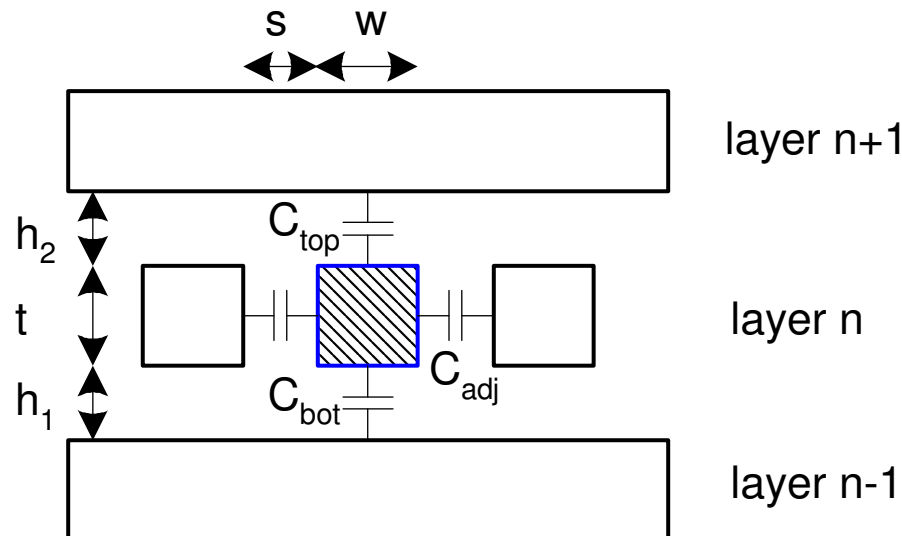 s w
layer n+1
h2
Ctop
t
layer n
h1
Cbot
Cadj
layer n-1